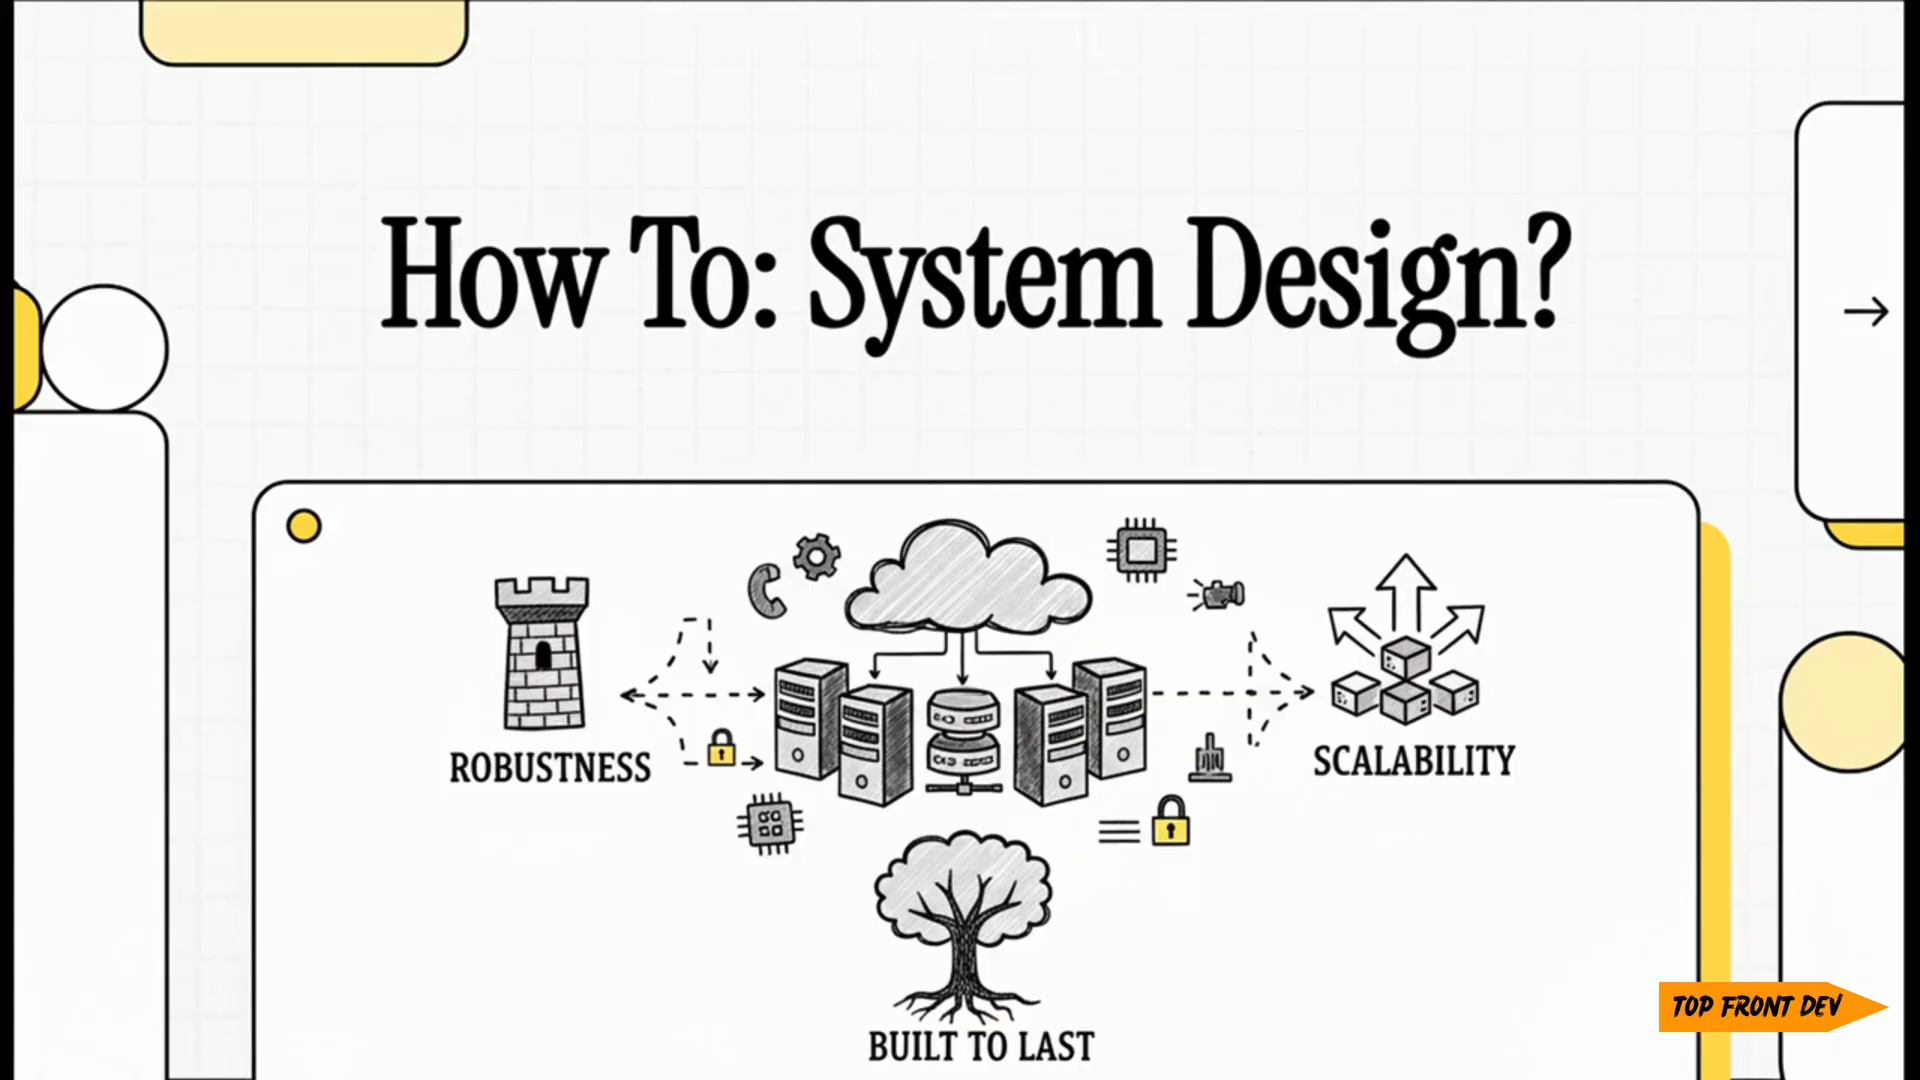 How To: System Design?
ROBUSTNESS
SCALABILITY
BUILT TO LAST
TOP FRONT DEV